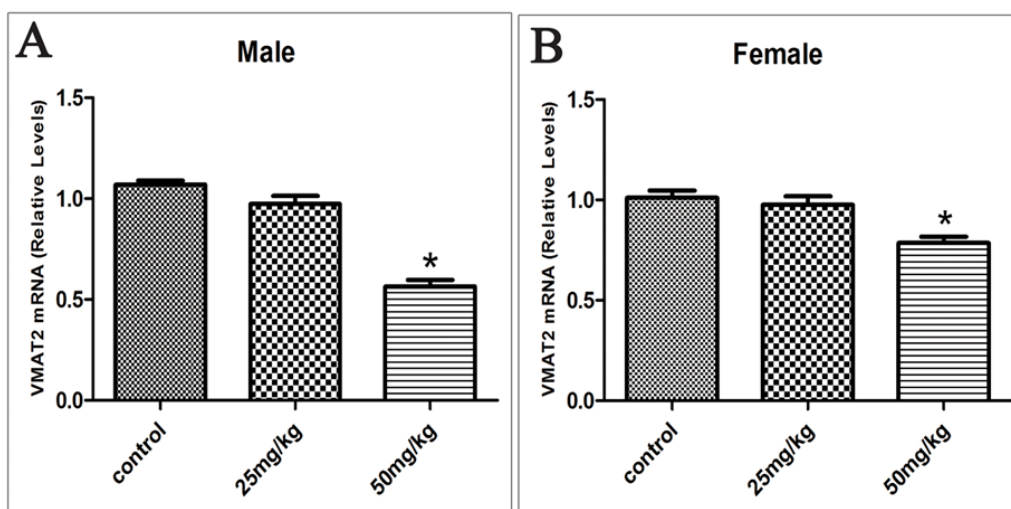 A
Male
VMAT2 mRNA (Relative Levels)
1.5
1.0
0.5
0.0
*
control
25mg/kg
50mg/kg
B
Female
VMAT2 mRNA (Relative Levels)
1.5
1.0
0.5
0.0
*
control
25mg/kg
50mg/kg